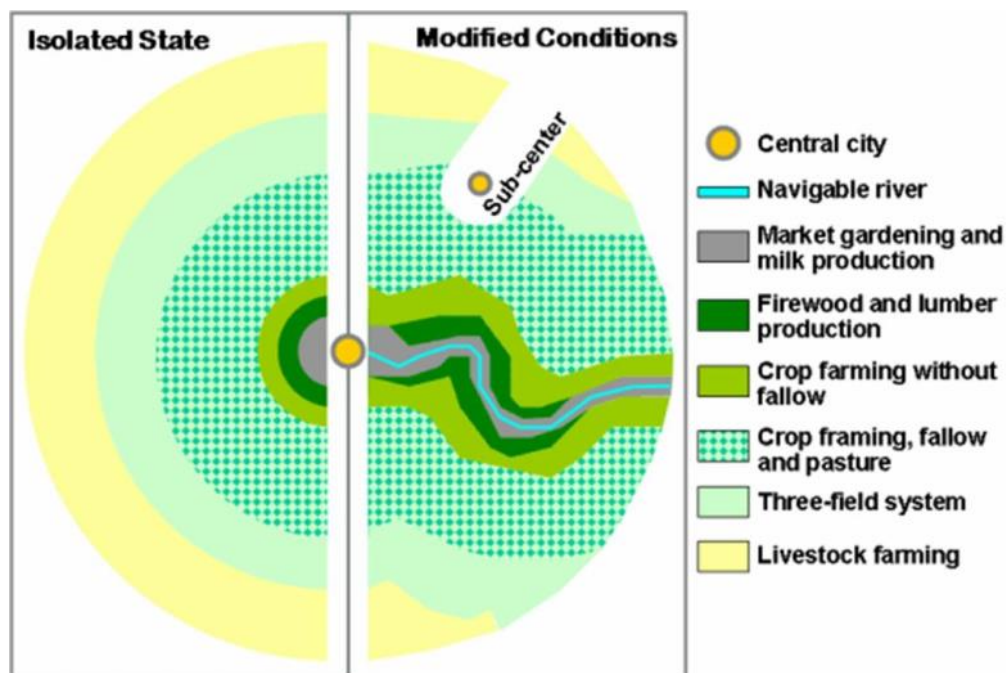 Isolated State
Modified Conditions
Sub-center
Central city
Navigable river
Market gardening and
milk production
Firewood and lumber
production
Crop farming without
fallow
Crop framing, fallow
and pasture
Three-field system
Livestock farming